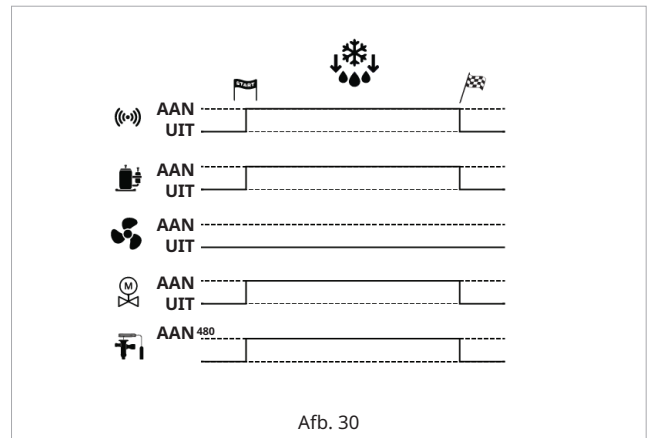 START
AAN
UIT
AAN
UIT
AAN
UIT
M
AAN
UIT
AAN 480
Afb. 30